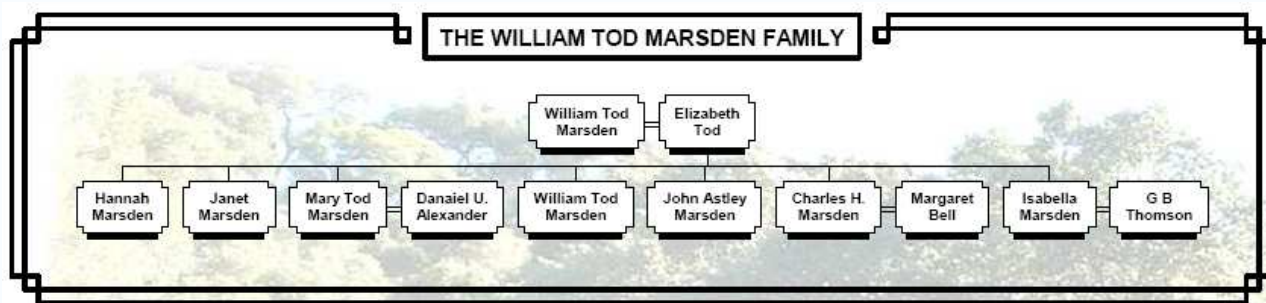 THE WILLIAM TOD MARSDEN FAMILY
William Tod
Marsden
Elizabeth
Tod
Hannah
Marsden
Janet
Marsden
Mary Tod
Marsden
Danaiel U.
Alexander
William Tod
Marsden
John Astley
Marsden
Charles H.
Marsden
Margaret
Bell
Isabella
Marsden
G B
Thomson